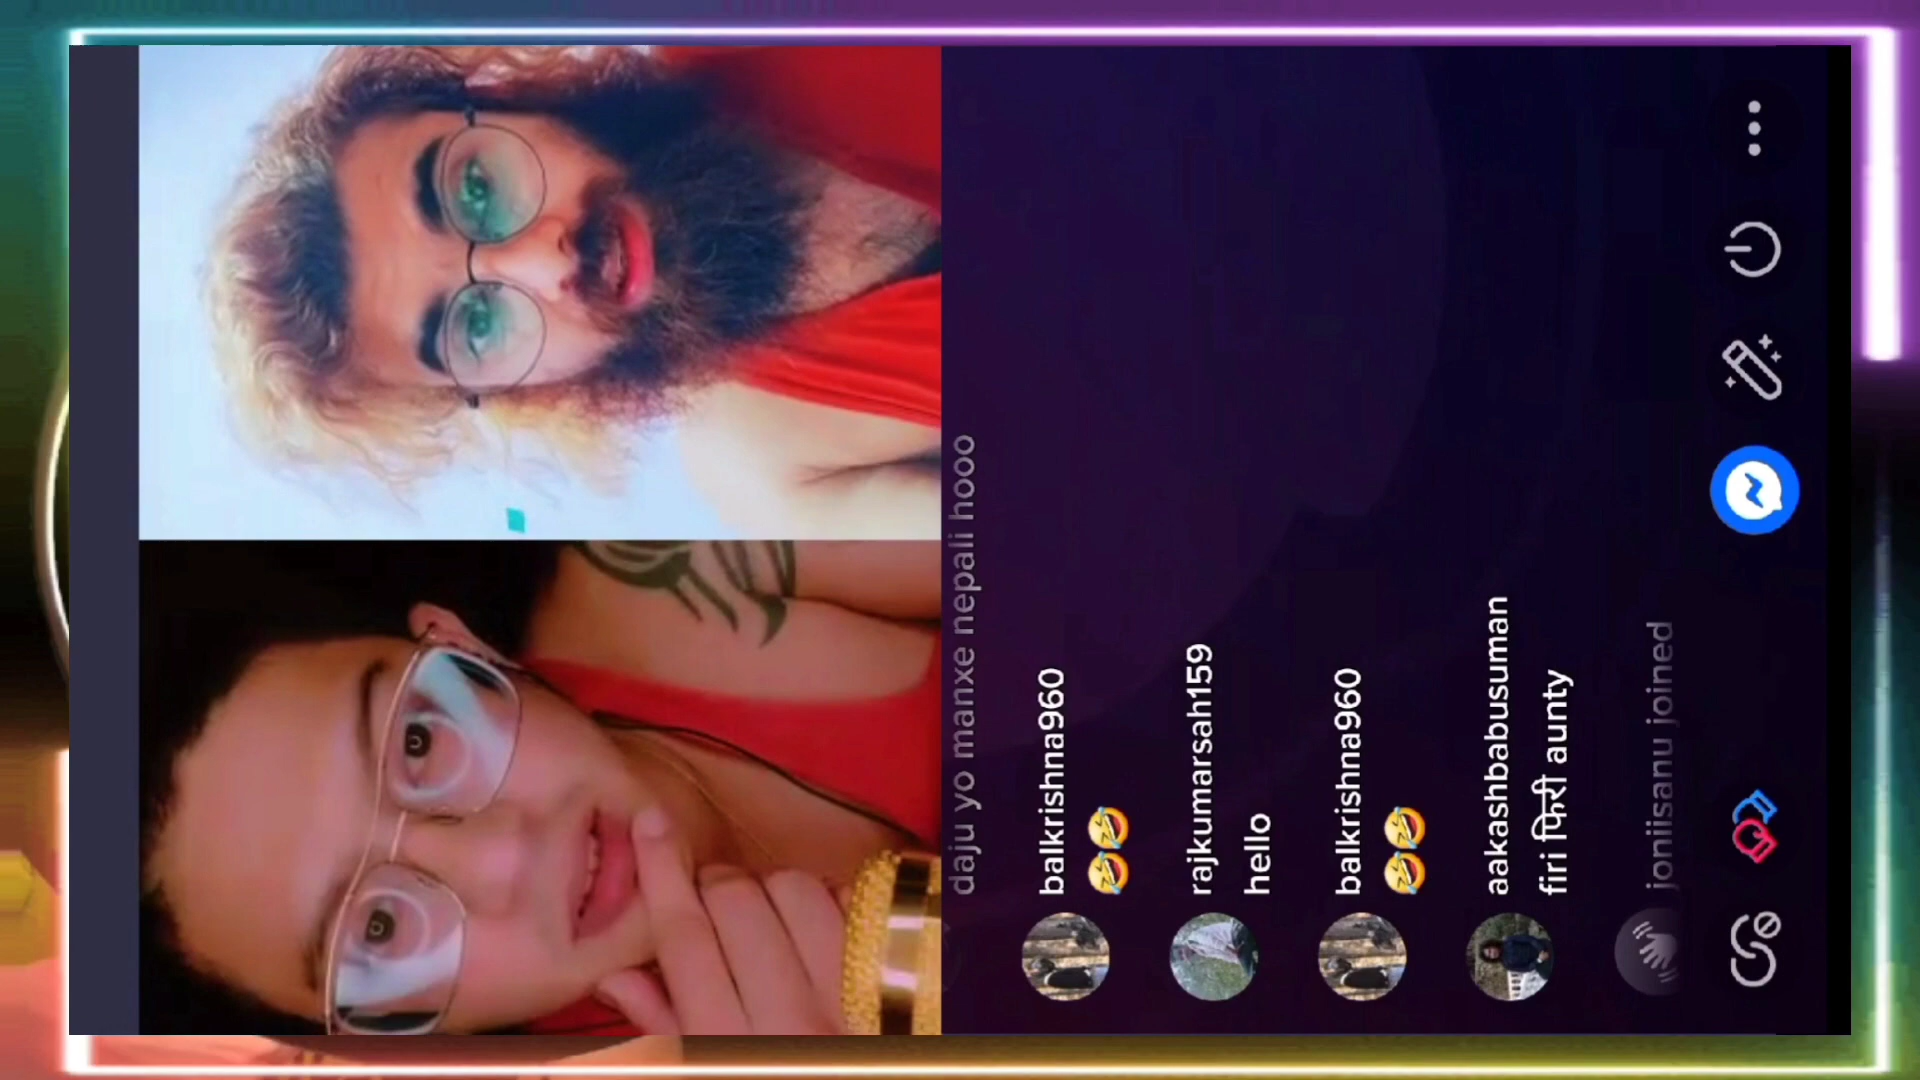 daju yo manxe nepali hooo
balkrishna960
🤣🤣
rajkumarsah159
hello
balkrishna960
🤣🤣
aakashbabusuman
firi फिरी aunty
joniisanu joined